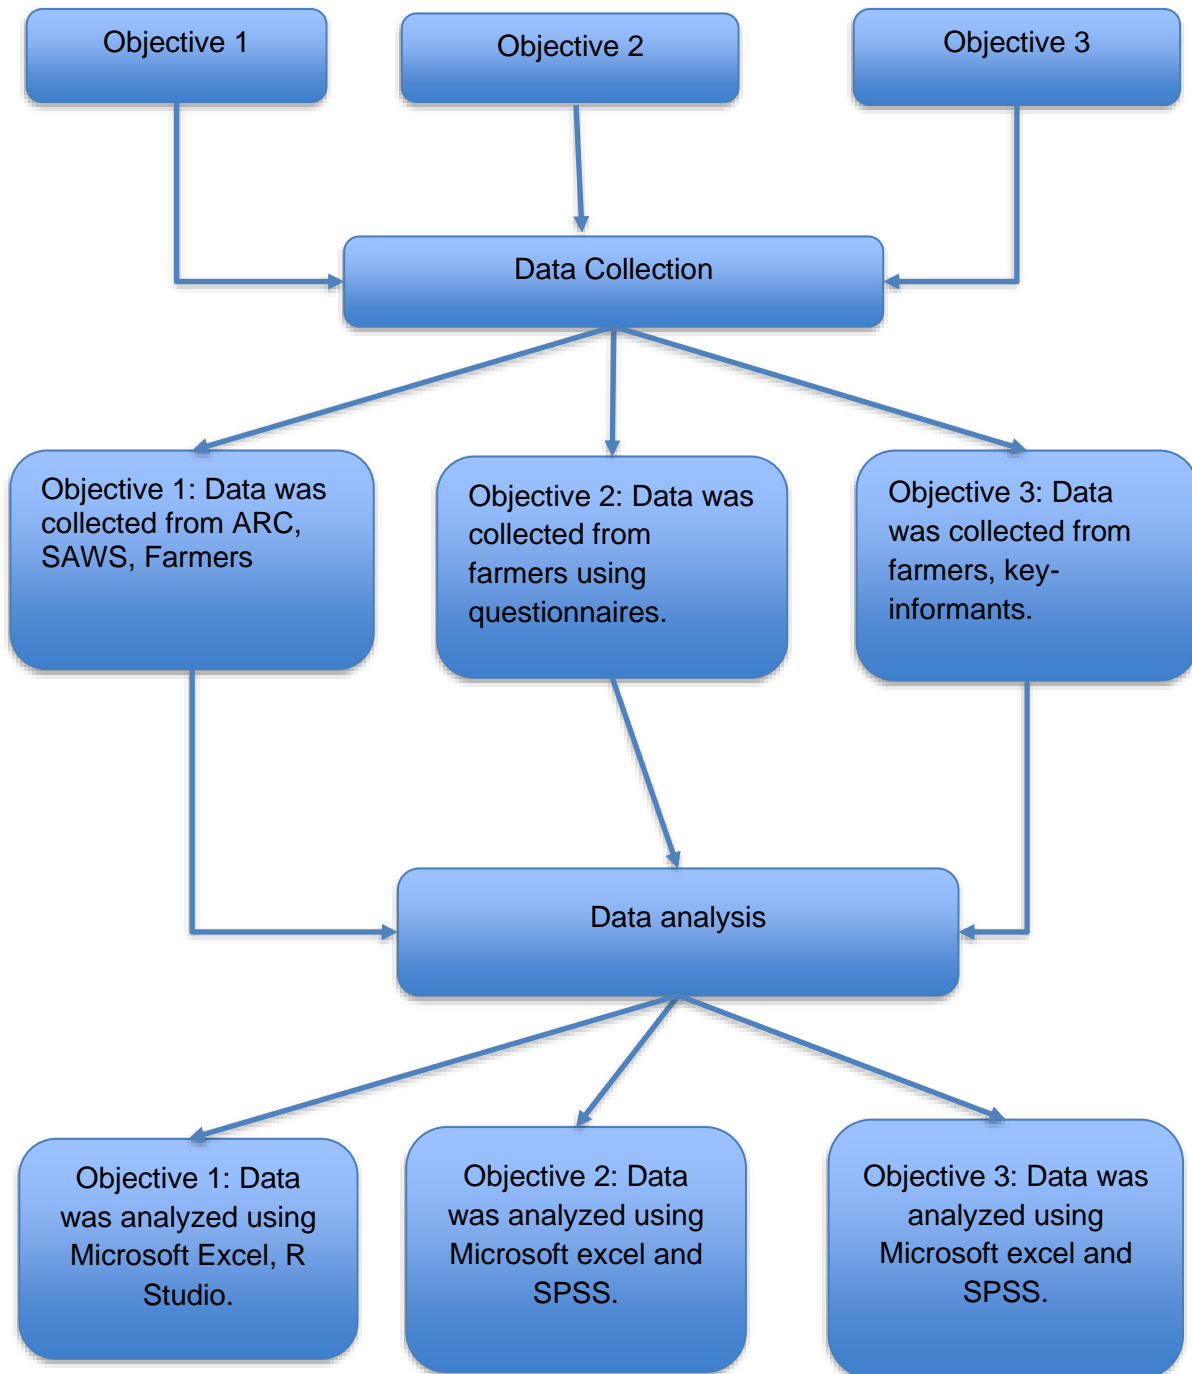 Objective 1
Objective 2
Objective 3
Data Collection
Objective 1: Data was
collected from ARC,
SAWS, Farmers
Objective 2: Data was
collected from
farmers using
questionnaires.
Objective 3: Data
was collected from
farmers, key-
informants.
Data analysis
Objective 1: Data
was analyzed using
Microsoft Excel, R
Studio.
Objective 2: Data
was analyzed using
Microsoft excel and
SPSS.
Objective 3: Data was
analyzed using
Microsoft excel and
SPSS.